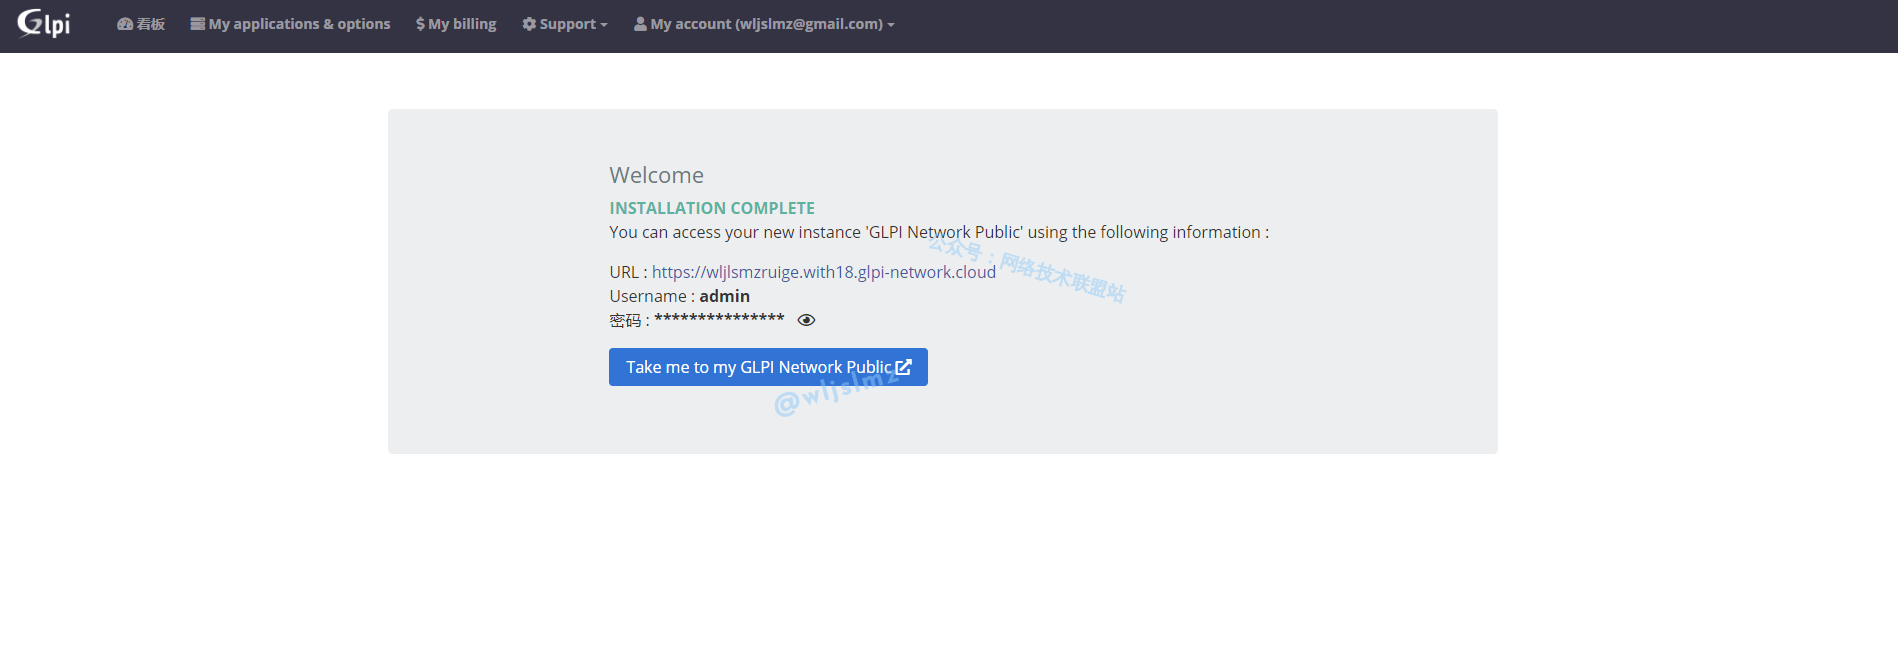 Glpi
看板 My applications & options My billing Support My account (wljslmz@gmail.com)
Welcome
INSTALLATION COMPLETE
You can access your new instance 'GLPI Network Public' using the following information :
公众号：网络技术联盟站
URL : https://wljlsmzruige.with18.glpi-network.cloud
Username : admin
密码 : ***************
Take me to my GLPI Network Public
@wljslmz